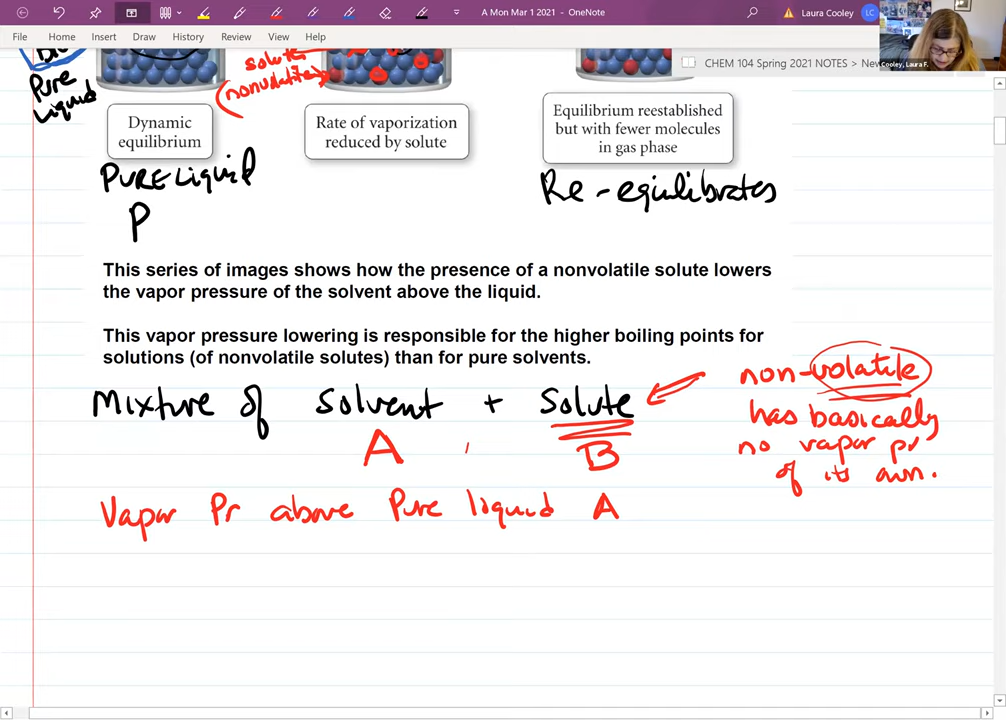 A Mon Mar 1 2021 - OneNote
Laura Cooley
LC
File Home Insert Draw History Review View Help
CHEM 104 Spring 2021 NOTES > New
Cooley, Laura F.
Pure
Liquid
solute
(nonvolatile)
Dynamic
equilibrium
Rate of vaporization
reduced by solute
Equilibrium reestablished
but with fewer molecules
in gas phase
PURE Liquid
P
Re-equilibrates
This series of images shows how the presence of a nonvolatile solute lowers
the vapor pressure of the solvent above the liquid.
This vapor pressure lowering is responsible for the higher boiling points for
solutions (of nonvolatile solutes) than for pure solvents.
Mixture of Solvent + Solute
A B
non-volatile
has basically
no vapor pr
of its own.
Vapor Pr above Pure liquid A